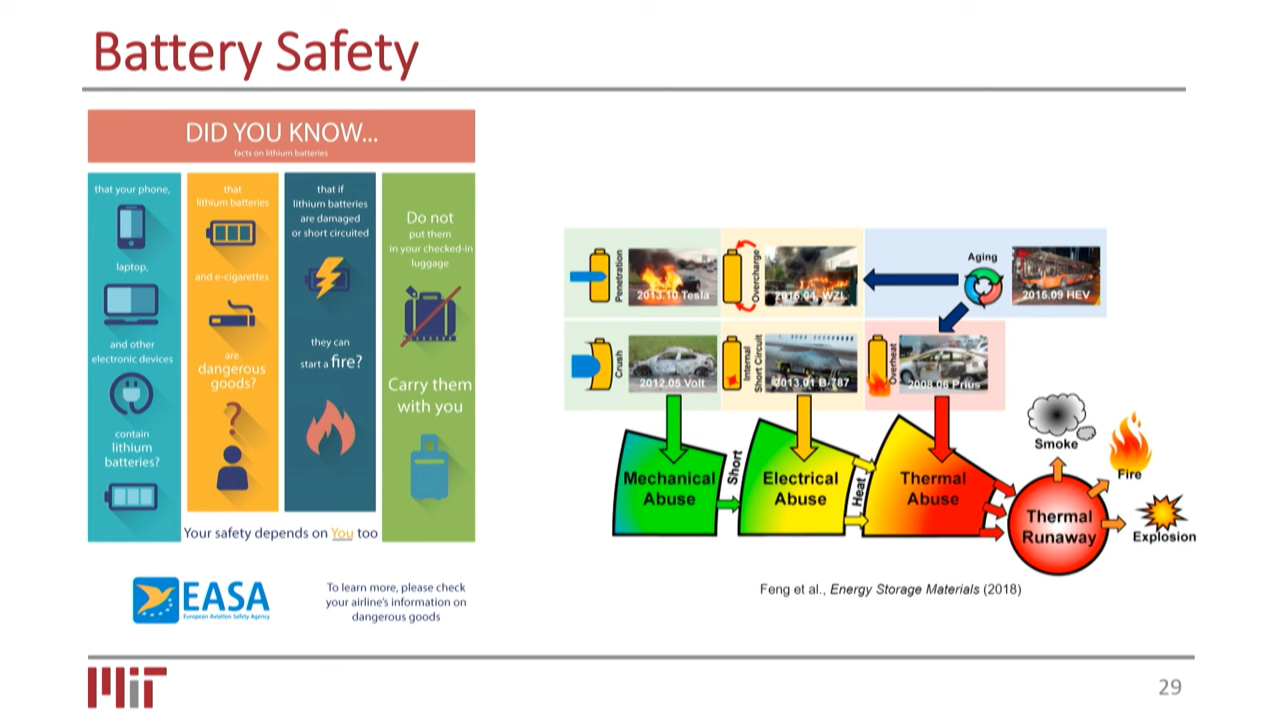 Battery Safety
DID YOU KNOW...
facts on lithium batteries
that your phone,
laptop,
and other
electronic devices
contain
lithium
batteries?
that
lithium batteries
and e-cigarettes
are
dangerous
goods?
?
that if
lithium batteries
are damaged
or short circuited
they can
start a fire?
Do not
put them
in your checked-in
luggage
Carry them
with you
Your safety depends on You too
EASA
European Aviation Safety Agency
To learn more, please check
your airline's information on
dangerous goods
Penetration
2013.10 Tesla
Overcharge
2015.04, WZL
Aging
2015.09 HEV
Crush
2012.05 Volt
Internal
Short Circuit
2013.01 B-787
Overheat
2008.06 Prius
Mechanical
Abuse
Short
Electrical
Abuse
Heat
Thermal
Abuse
Thermal
Runaway
Smoke
Fire
Explosion
Feng et al., Energy Storage Materials (2018)
MIT
29